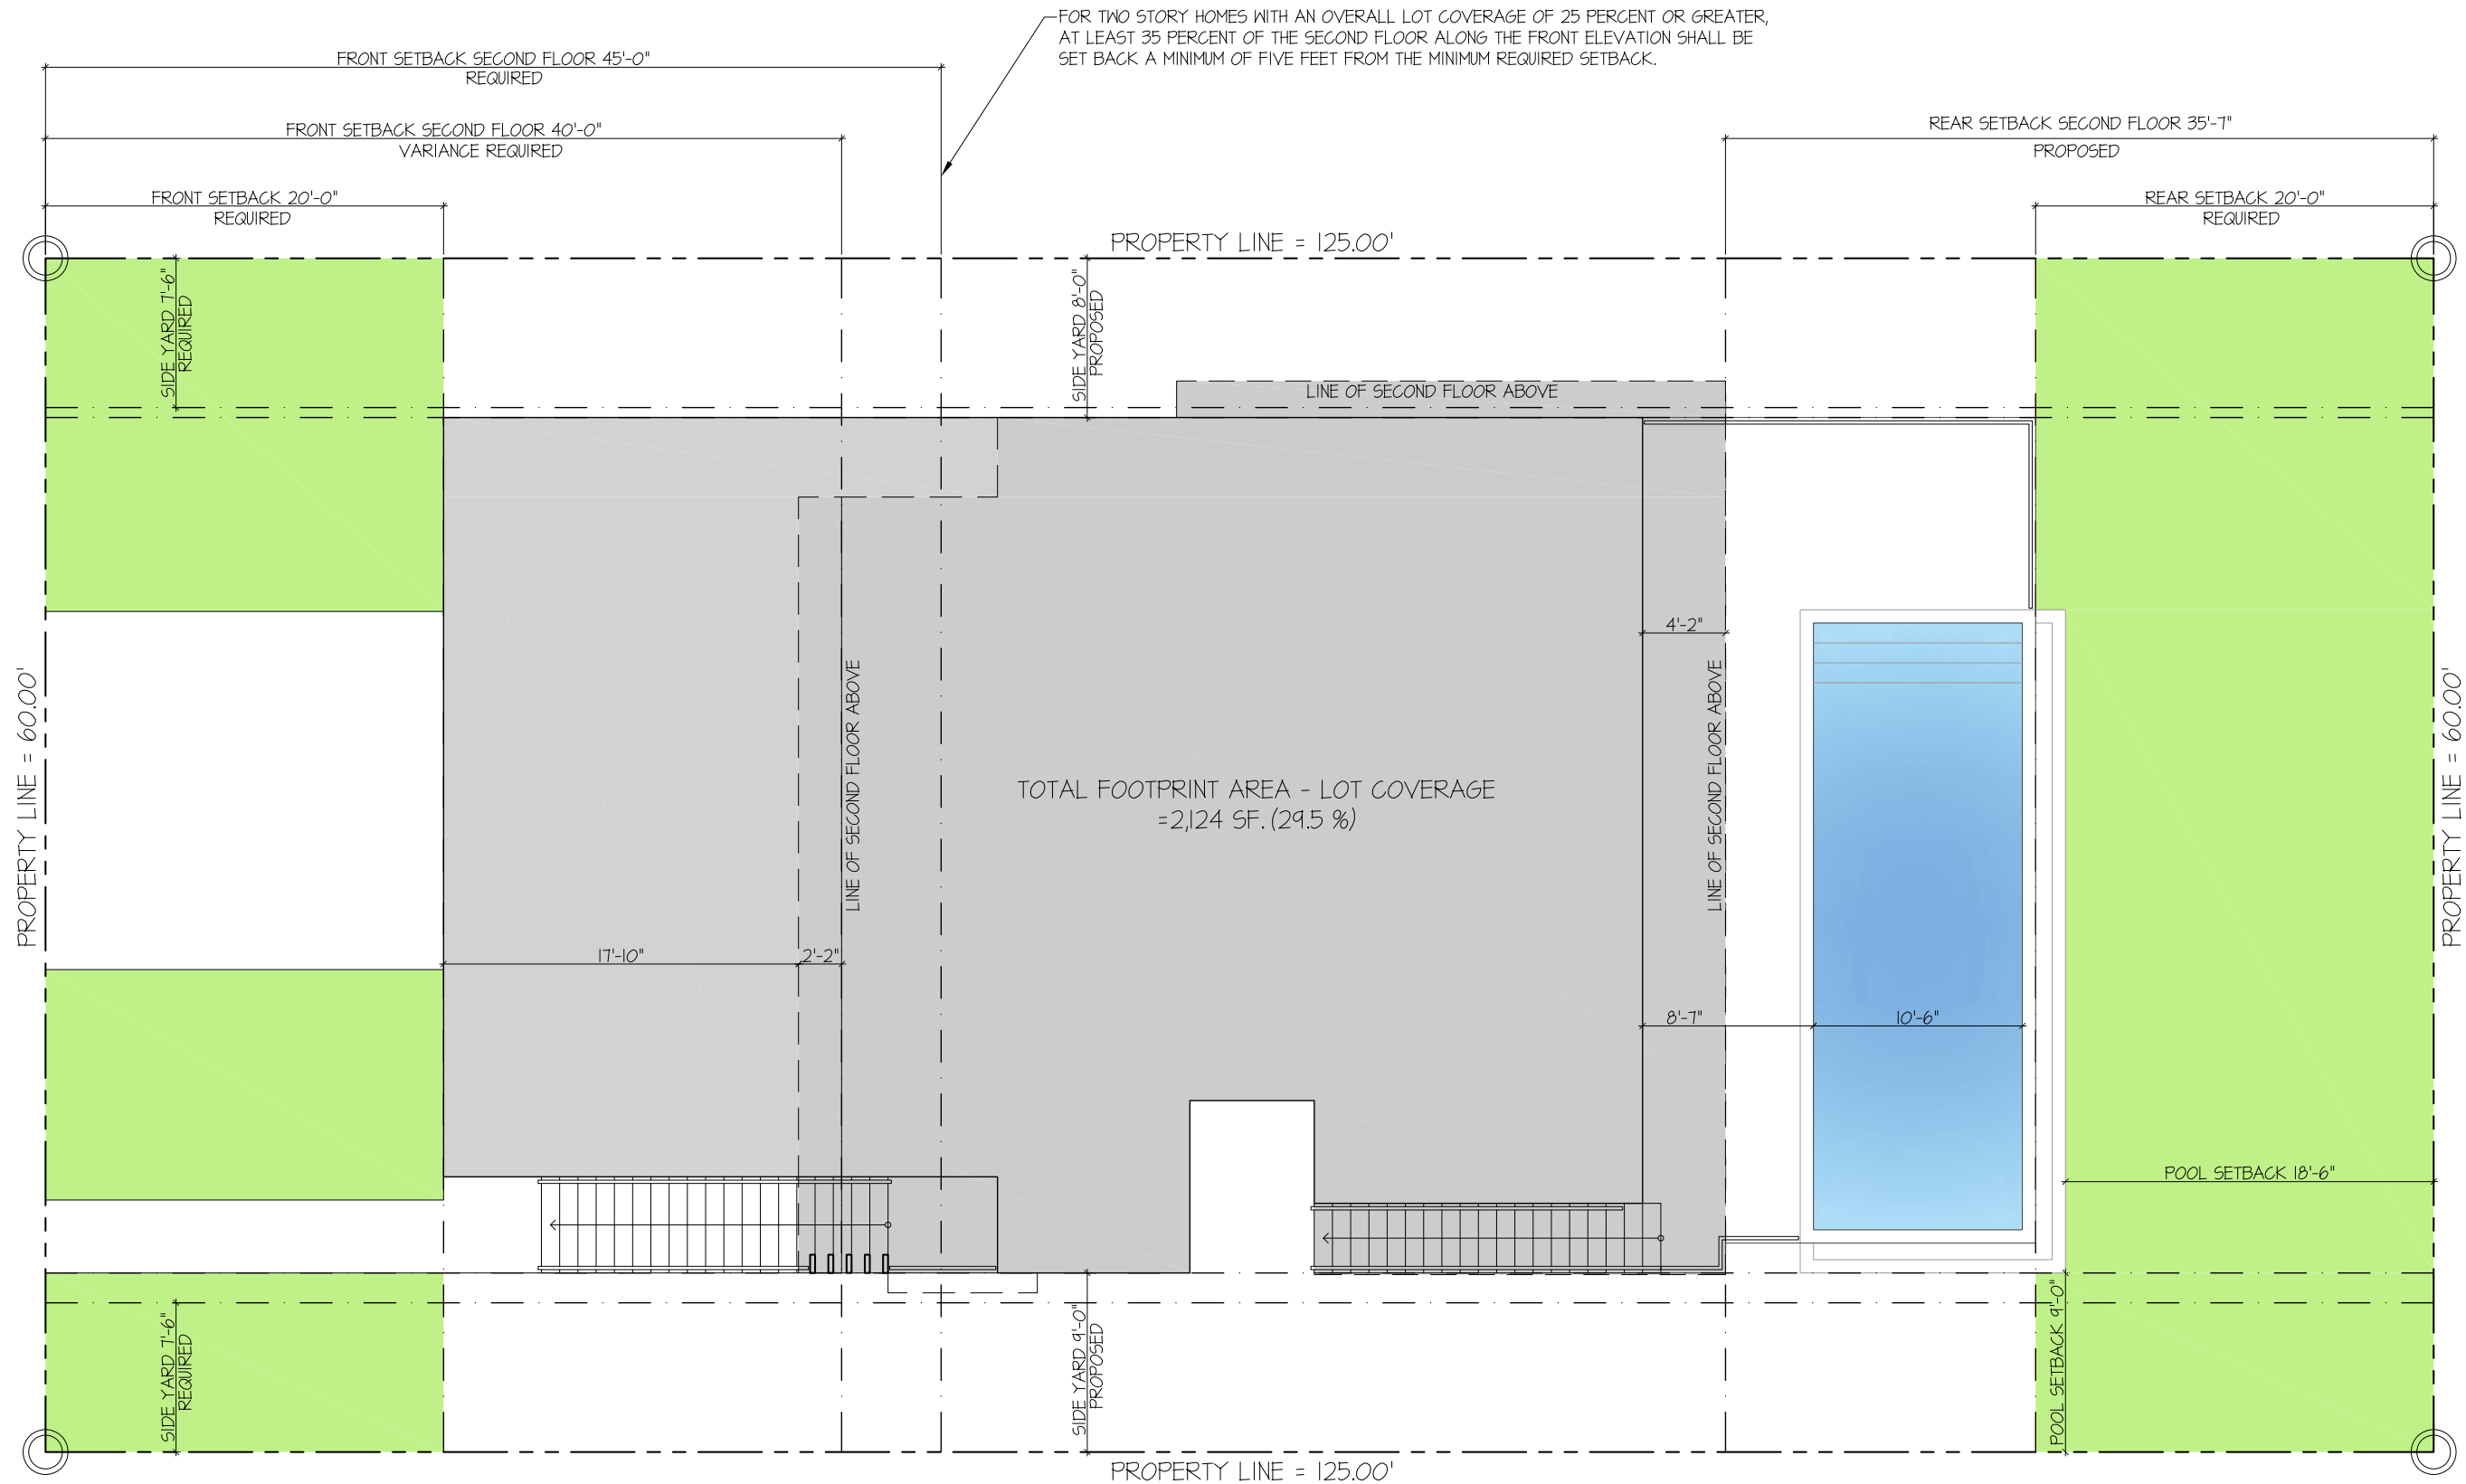 FOR TWO STORY HOMES WITH AN OVERALL LOT COVERAGE OF 25 PERCENT OR GREATER,
AT LEAST 35 PERCENT OF THE SECOND FLOOR ALONG THE FRONT ELEVATION SHALL BE
SET BACK A MINIMUM OF FIVE FEET FROM THE MINIMUM REQUIRED SETBACK.
FRONT SETBACK SECOND FLOOR 45'-0"
REQUIRED
FRONT SETBACK SECOND FLOOR 40'-0"
VARIANCE REQUIRED
REAR SETBACK SECOND FLOOR 35'-7"
PROPOSED
FRONT SETBACK 20'-0"
REQUIRED
REAR SETBACK 20'-0"
REQUIRED
PROPERTY LINE = 125.00'
SIDE YARD 7'-6"
REQUIRED
SIDE YARD 8'-0"
PROPOSED
LINE OF SECOND FLOOR ABOVE
4'-2"
PROPERTY LINE = 60.00'
LINE OF SECOND FLOOR ABOVE
TOTAL FOOTPRINT AREA - LOT COVERAGE
=2,124 SF. (29.5 %)
LINE OF SECOND FLOOR ABOVE
PROPERTY LINE = 60.00'
17'-10"
2'-2"
8'-7"
10'-6"
POOL SETBACK 18'-6"
SIDE YARD 7'-6"
REQUIRED
SIDE YARD 9'-0"
PROPOSED
POOL SETBACK 9'-0"
PROPERTY LINE = 125.00'